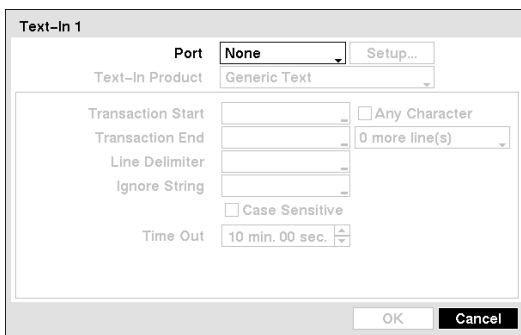 Text-In 1
Port None Setup...
Text-In Product Generic Text
Transaction Start Any Character
Transaction End 0 more line(s)
Line Delimiter
Ignore String
Case Sensitive
Time Out 10 min. 00 sec.
OK Cancel